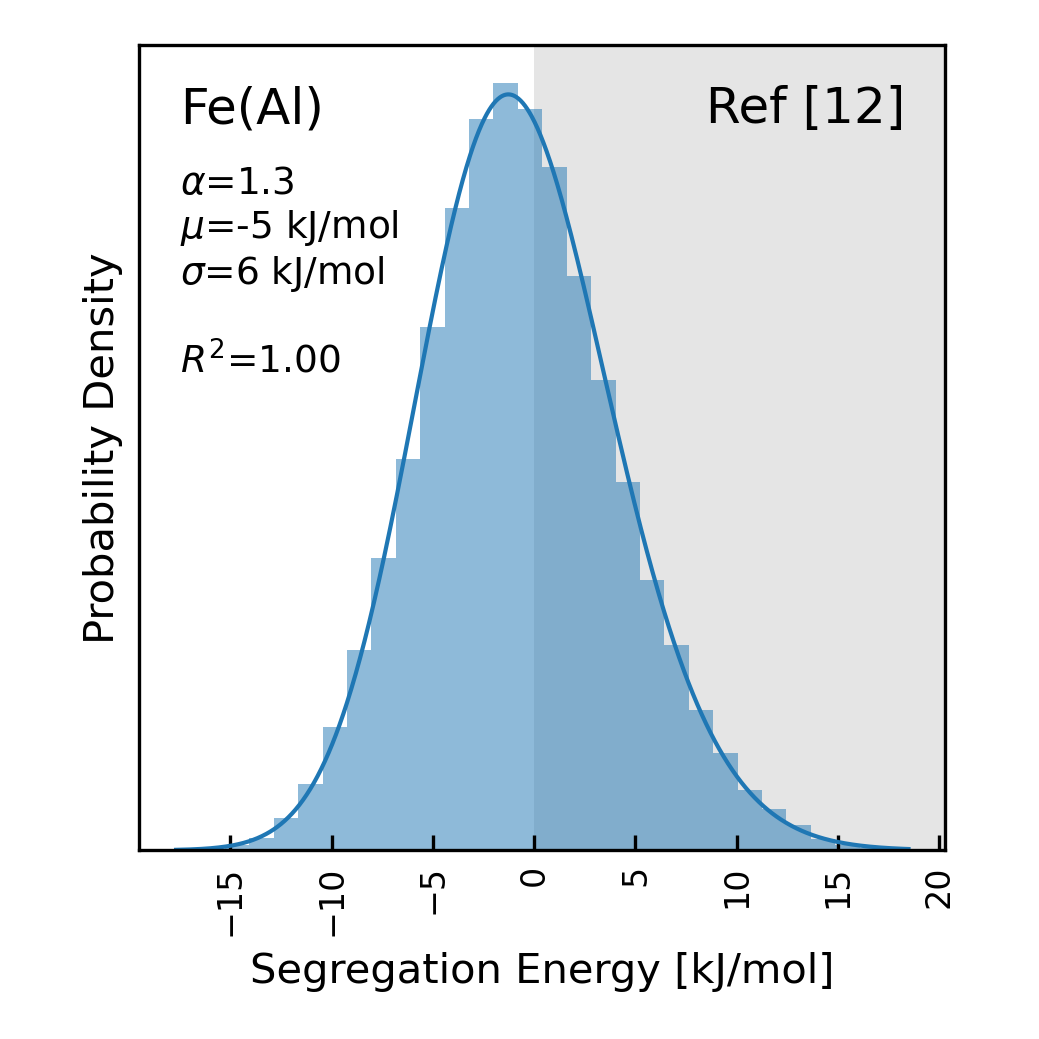 Fe(Al)
Ref [12]
α=1.3
μ=-5 kJ/mol
σ=6 kJ/mol
R²=1.00
Probability Density
−15
−10
−5
0
5
10
15
20
Segregation Energy [kJ/mol]